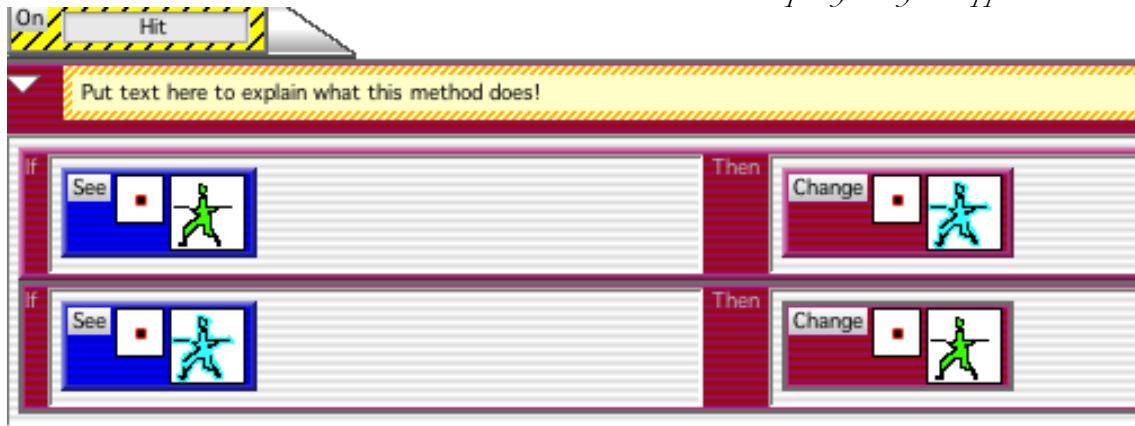 On
Hit
Put text here to explain what this method does!
If
See
Then
Change
If
See
Then
Change